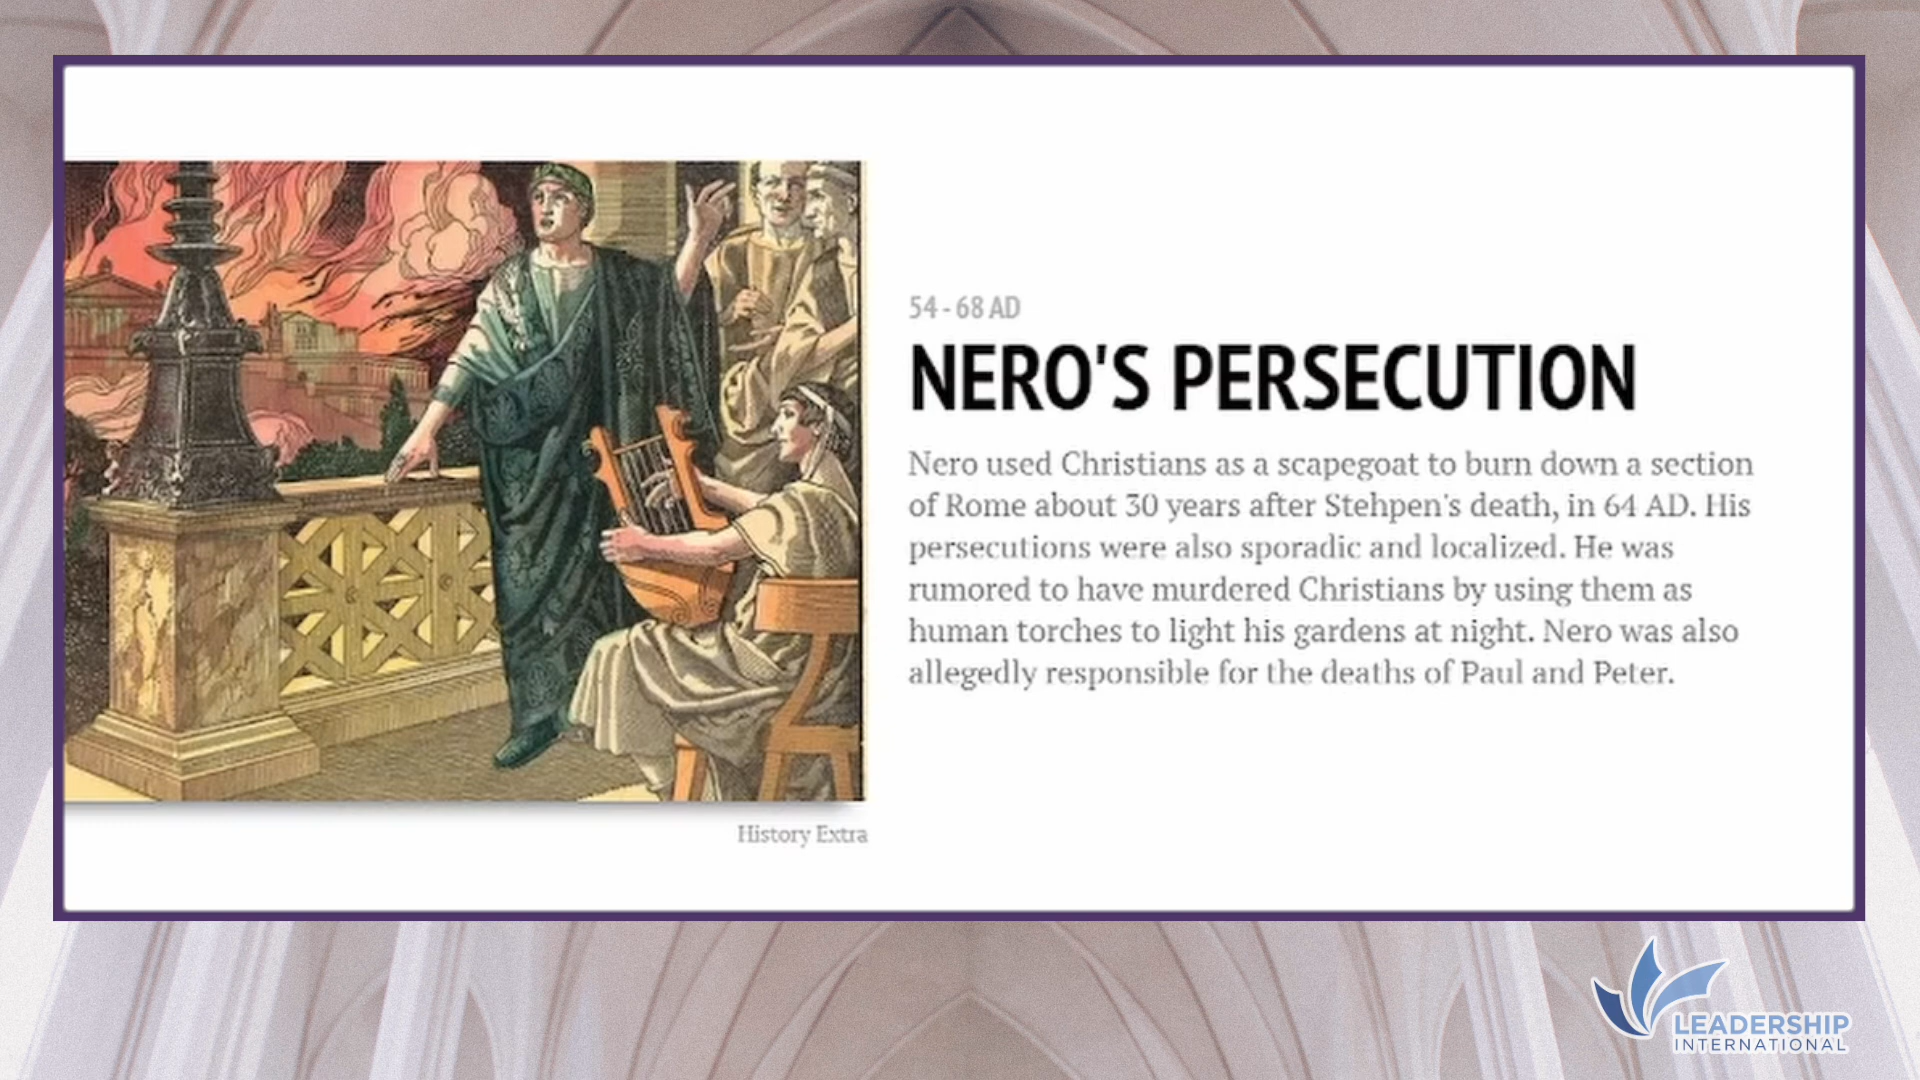 54 - 68 AD
NERO'S PERSECUTION
Nero used Christians as a scapegoat to burn down a section
of Rome about 30 years after Stehpen's death, in 64 AD. His
persecutions were also sporadic and localized. He was
rumored to have murdered Christians by using them as
human torches to light his gardens at night. Nero was also
allegedly responsible for the deaths of Paul and Peter.
History Extra
LEADERSHIP
INTERNATIONAL